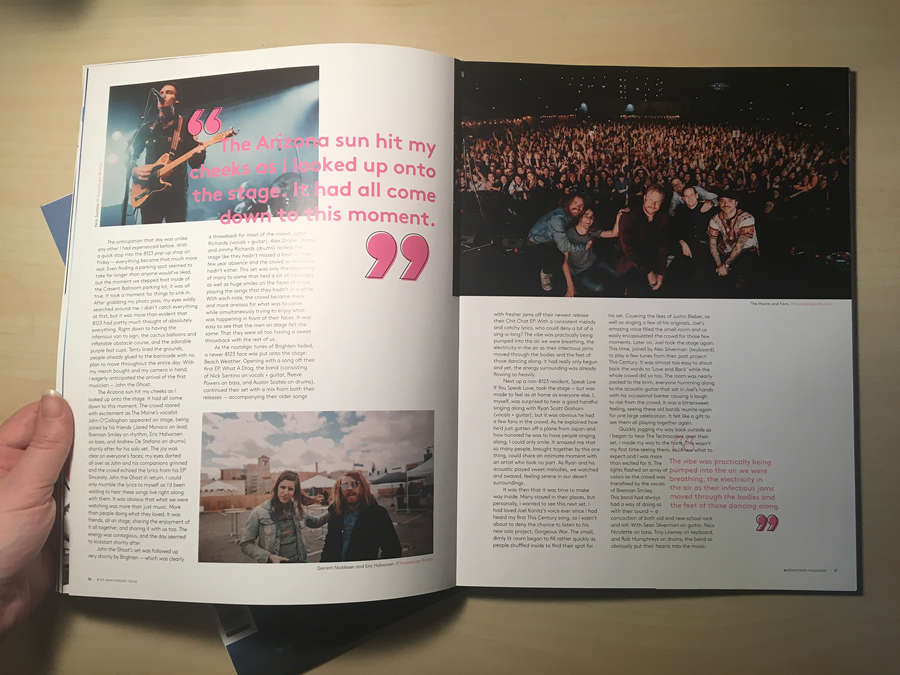 “
The Arizona sun hit my
cheeks as I looked up onto
the stage. It had all come
down to this moment.
”
The anticipation that day was unlike
any other I had experienced before. With
a quick stop into the 8123 pop-up shop on
Friday — everything became that much more
real. Even finding a parking spot seemed to
take far longer than anyone would've liked,
but the moment we stepped foot inside of
the Cresent Ballroom's parking lot, it was all
true. It took a moment for things to sink in.
After grabbing my photo pass, my eyes wildly
searched around me. I didn't catch everything
at first, but it was more than evident that
8123 had pretty much thought of absolutely
everything. Right down to having the
infamous van to sign, the cactus balloons and
inflatable obstacle course, and the adorable
purple feet cups. Tents lined the grounds,
people already glued to the barricade with no
plan to move throughout the entire day. With
my merch bought and my camera in hand,
I eagerly anticipated the arrival of the first
musician — John the Ghost.
The Arizona sun hit my cheeks as I
looked up onto the stage. It had all come
down to this moment. The crowd roared
with excitement as The Maine's vocalist
John O'Callaghan appeared on stage, being
joined by his friends (Jared Monaco on lead,
Brennan Smiley on rhythm, Eric Halvorsen
on bass, and Andrew De Stefano on drums)
shortly after for his solo set. The joy was
clear on everyone's faces; my eyes darted
all over as John and his companions grinned
and the crowd echoed the lyrics from his EP
Sincerely, John the Ghost in return. I could
only mumble the lyrics to myself as I'd been
waiting to hear these songs live right along
with them. It was obvious that what we were
watching was more than just music. More
than people doing what they loved. It was
friends, all on stage, sharing the enjoyment of
it all together, and sharing it with us too. The
energy was contagious, and the day seemed
to kickstart shortly after.
John the Ghost's set was followed up
very shortly by Brighten — which was clearly
a throwback for most of the crowd.
Richards (vocals + guitar), Alex
and Jimmy Richards (drums)
stage like they hadn't missed a beat
few year absence and the crowd
hadn't either. This set was only the
of many to come that held a lot of
as well as huge smiles on the faces of those
playing the songs that they hadn't in a while.
With each note, the crowd became more
and more anxious for what was to come
while simultaneously trying to enjoy what
was happening in front of their faces. It was
easy to see that the men on stage felt the
same. That they were all too having a sweet
throwback with the rest of us.
As the nostalgic tunes of Brighten faded,
a newer 8123 face was put onto the stage:
Beach Weather. Opening with a song off their
first EP, What A Drag, the band (consisting
of Nick Santino on vocals + guitar, Reeve
Powers on bass, and Austin Scates on drums),
continued their set with a mix from both their
releases — accompanying their older songs
Garrett Nickelsen and Eric Halvorsen //
The Maine and Fans. //
with fresher jams off their newest release
their Chit Chat EP. With a consistent melody
and catchy lyrics, who could deny a bit of a
sing-a-long? The vibe was practically being
pumped into the air we were breathing, the
electricity in the air as their infectious jams
moved through the bodies and the feet of
those dancing along. It had really only begun
and yet, the energy surrounding was already
flowing so heavily.
Next up a non-8123 resident, Speak Low
If You Speak Love, took the stage — but was
made to feel as at home as everyone else. I,
myself, was surprised to hear a good handful
singing along with Ryan Scott Graham
(vocals + guitar), but it was obvious he had
a few fans in the crowd. As he explained how
he'd just gotten off a plane from Japan and
how honored he was to have people singing
along, I could only smile. It amazed me that
so many people, brought together by this one
thing, could share an intimate moment with
an artist who took no part. As Ryan and his
acoustic played sweet melodies, we watched
and swayed, feeling serene in our desert
surroundings.
It was then that it was time to make
way inside. Many stayed in their places, but
personally, I wanted to see this next set. I
had loved Joel Kanitz's voice ever since I had
heard my first This Century song, so I wasn't
about to deny the chance to listen to his
new solo project, Gorgeous War. The small,
dimly lit room began to fill rather quickly as
people shuffled inside to find their spot for
his set. Covering the likes of Justin Bieber, as
well as singing a few of his originals, Joel's
amazing voice filled the small room and so
easily encapsulated the crowd for those few
moments. Later on, Joel took the stage again.
This time, joined by Alex Silverman (keyboard)
to play a few tunes from their past project
This Century. It was almost too easy to shout
back the words to 'Love and Back' while the
whole crowd did so too. The room was nearly
packed to the brim, everyone humming along
to the acoustic guitar that sat in Joel's hands
with his occasional banter causing a laugh
to rise from the crowd. It was a bittersweet
feeling, seeing these old bands reunite again
for one large celebration. It felt like a gift to
see them all playing together again.
Quickly jogging my way back outside as
I began to hear The Technicolors start their
set, I made my way to the front. It wasn't
my first time seeing them, so I knew what to
expect and I was more
than excited for it. The
lights flashed an array of
colors as the crowd was
transfixed by the vocals
of Brennan Smiley.
This band had always
had a way of doing so
with their sound — a
concoction of both old and new school rock
and roll. With Sean Silverman on guitar, Nico
Nicolette on bass, Troy Lowney on keyboard,
and Rob Humphreys on drums, the band so
obviously put their hearts into the music.
“
The vibe was practically being
pumped into the air we were
breathing, the electricity in
the air as their infectious jams
moved through the bodies and
the feet of those dancing along.
”